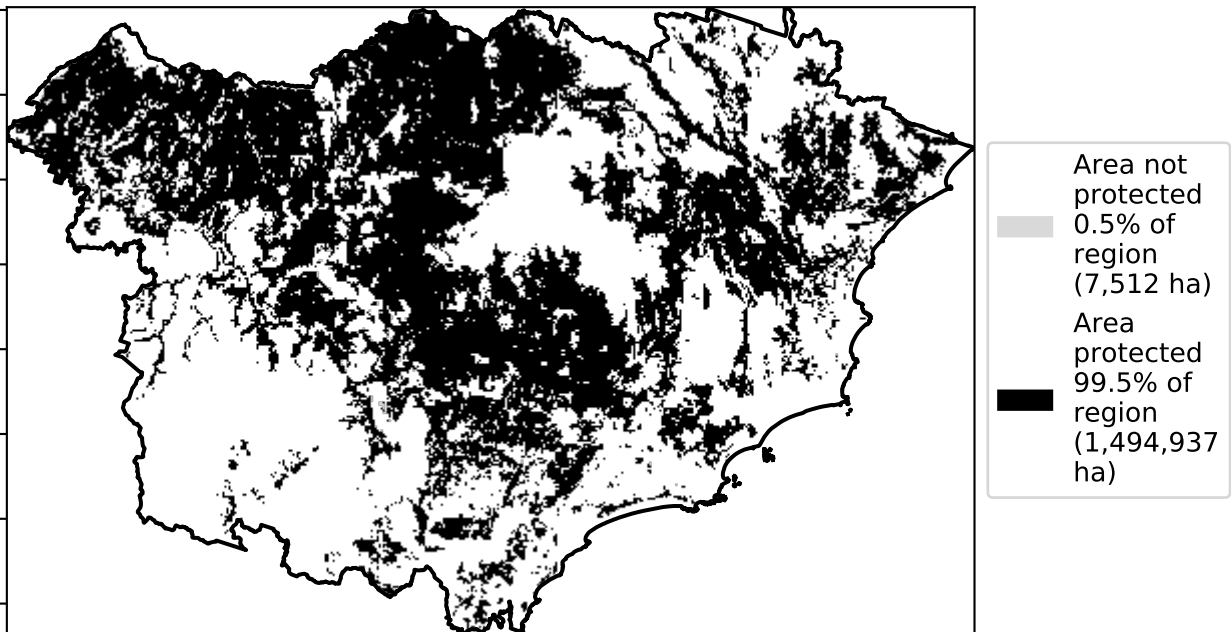 Area not
protected
0.5% of
region
(7,512 ha)
Area
protected
99.5% of
region
(1,494,937
ha)